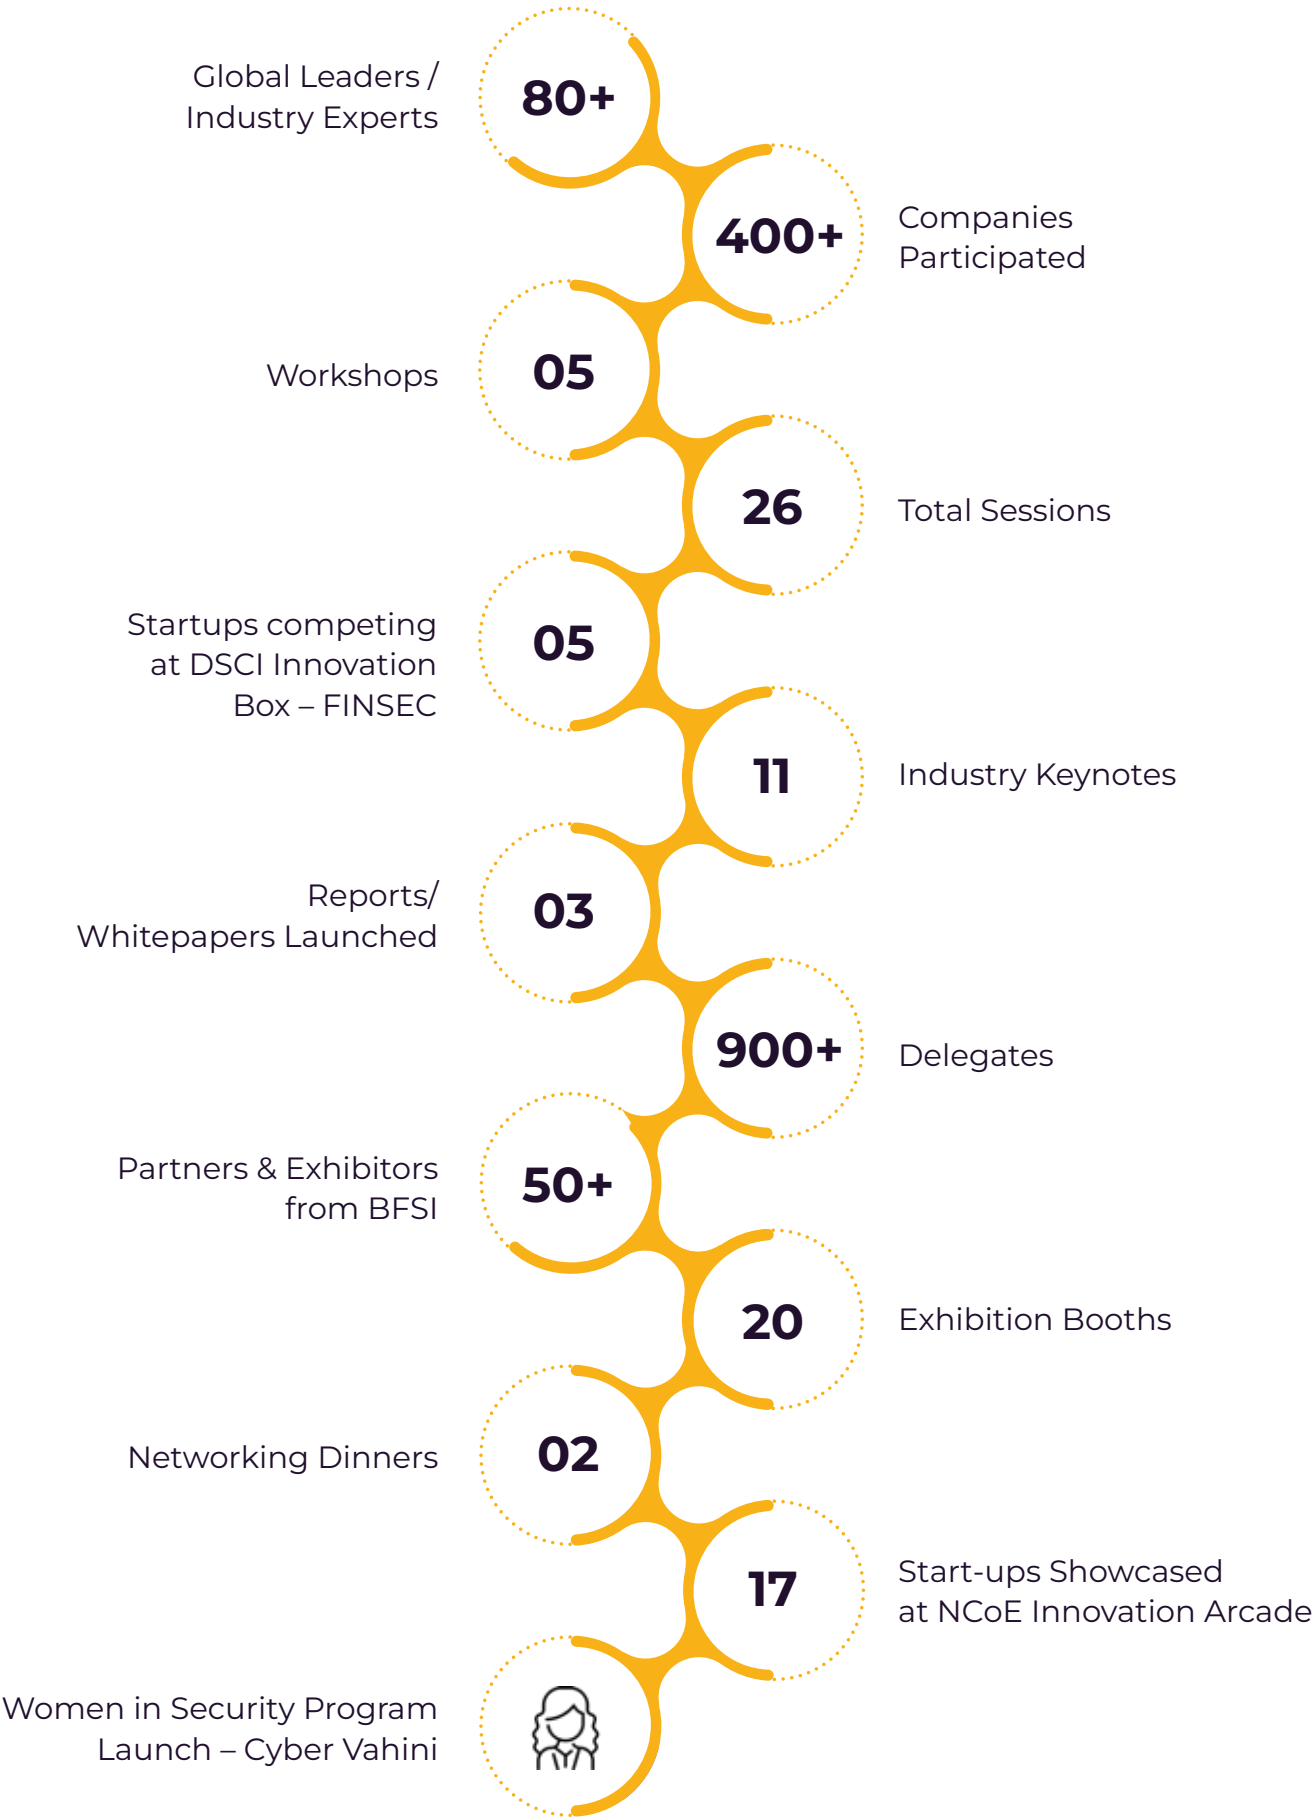 Global Leaders /
Industry Experts
80+
400+
Companies
Participated
Workshops
05
26
Total Sessions
Startups competing
at DSCI Innovation
Box – FINSEC
05
11
Industry Keynotes
Reports/
Whitepapers Launched
03
900+
Delegates
Partners & Exhibitors
from BFSI
50+
20
Exhibition Booths
Networking Dinners
02
17
Start-ups Showcased
at NCoE Innovation Arcade
Women in Security Program
Launch – Cyber Vahini